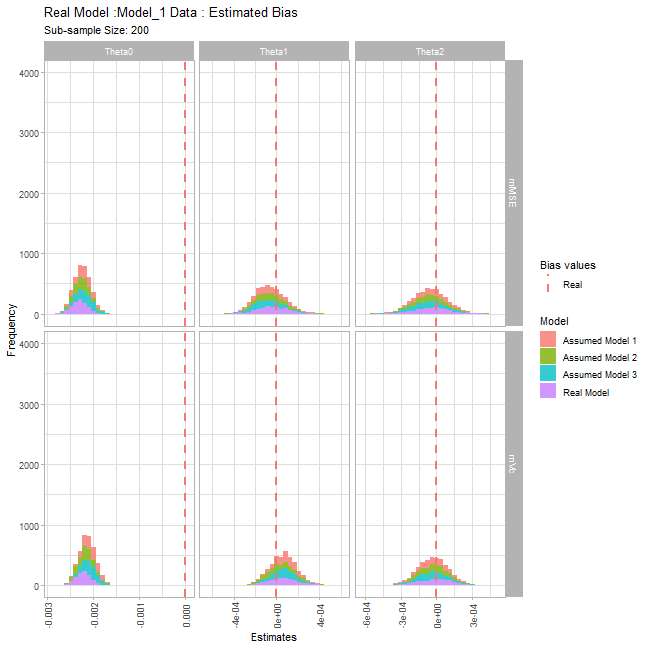 Real Model :Model_1 Data : Estimated Bias
Sub-sample Size: 200
Theta0 Theta1 Theta2
4000
3000
2000
1000
0
mMSE
4000
3000
2000
1000
0
mVc
Frequency
-0.003 -0.002 -0.001 0.000
-4e-04 0e+00 4e-04
-6e-04 -3e-04 0e+00 3e-04
Estimates
Bias values
Real
Model
Assumed Model 1
Assumed Model 2
Assumed Model 3
Real Model